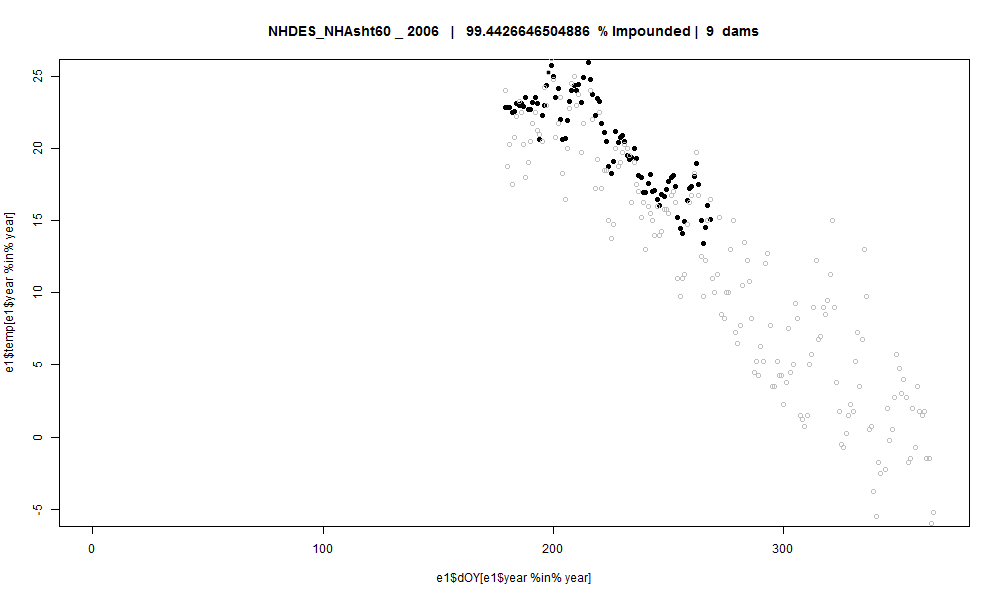 NHDES_NHAsht60 _ 2006 | 99.4426646504886 % Impounded | 9 dams
25
20
15
10
5
0
-5
e1$temp[e1$year %in% year]
0 100 200 300
e1$dOY[e1$year %in% year]